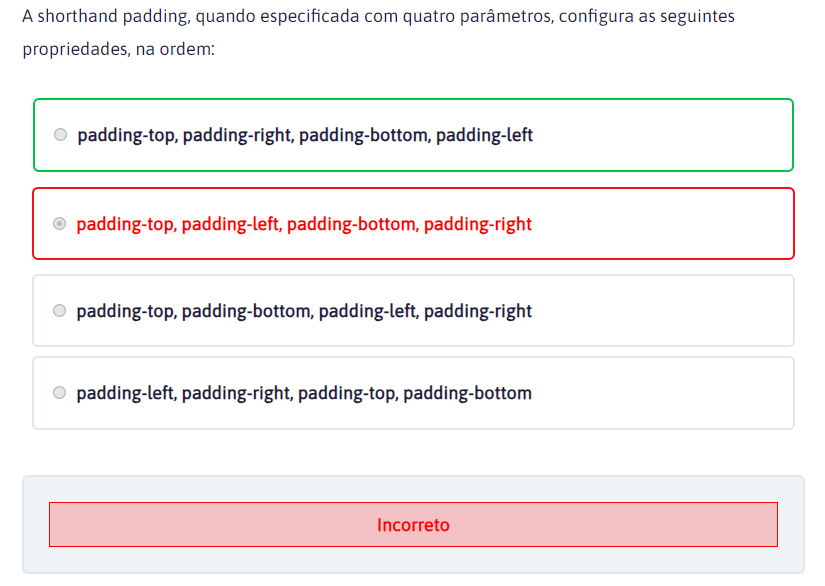 A shorthand padding, quando especificada com quatro parâmetros, configura as seguintes
propriedades, na ordem:
padding-top, padding-right, padding-bottom, padding-left
padding-top, padding-left, padding-bottom, padding-right
padding-top, padding-bottom, padding-left, padding-right
padding-left, padding-right, padding-top, padding-bottom
Incorreto